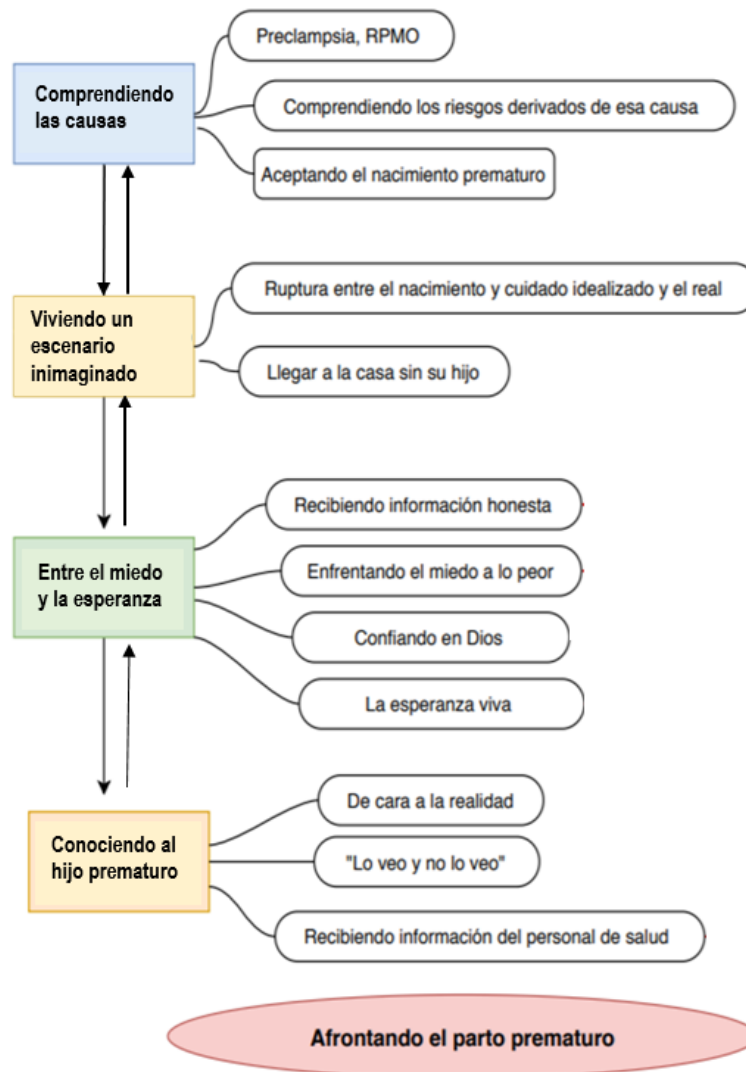 Comprendiendo
las causas
Preclampsia, RPMO
Comprendiendo los riesgos derivados de esa causa
Aceptando el nacimiento prematuro
Viviendo un
escenario
inimaginado
Ruptura entre el nacimiento y cuidado idealizado y el real
Llegar a la casa sin su hijo
Entre el miedo
y la esperanza
Recibiendo información honesta
Enfrentando el miedo a lo peor
Confiando en Dios
La esperanza viva
Conociendo al
hijo prematuro
De cara a la realidad
"Lo veo y no lo veo"
Recibiendo información del personal de salud
Afrontando el parto prematuro